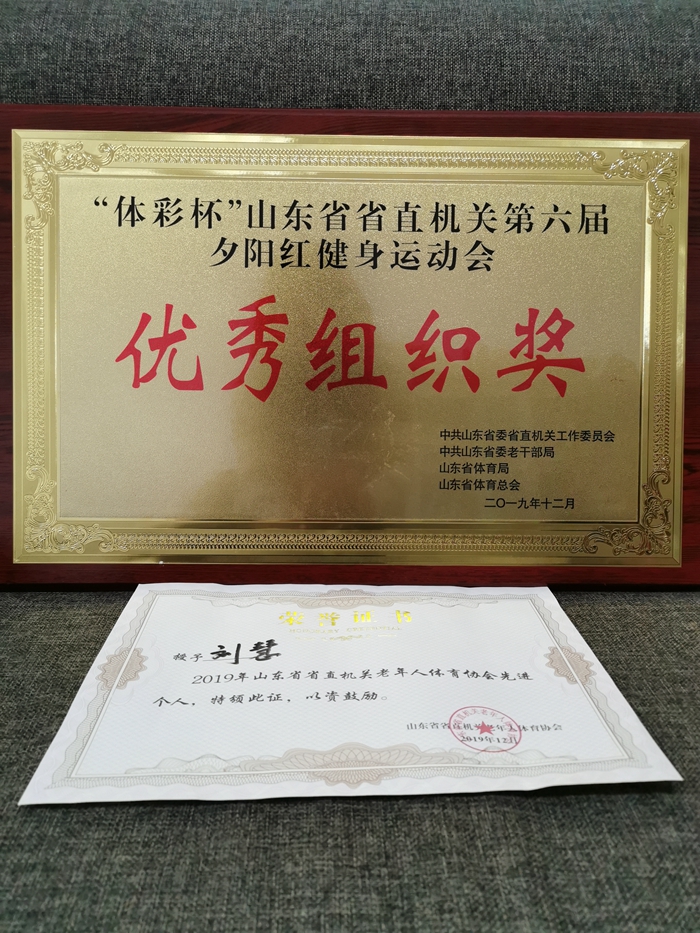 “体彩杯”山东省省直机关第六届
夕阳红健身运动会
优秀组织奖
中共山东省委省直机关工作委员会
中共山东省委老干部局
山东省体育局
山东省体育总会
二〇一九年十二月
荣誉证书
授予 刘慧
2019年山东省省直机关老年人体育协会先进
个人，特颁此证，以资鼓励。
山东省省直机关老年人体育协会
2019年12月